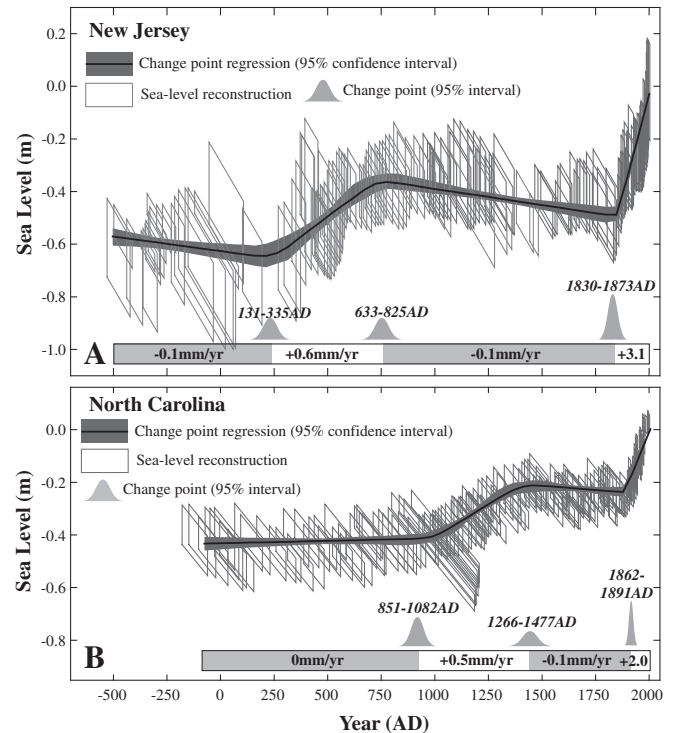 New Jersey
Change point regression (95% confidence interval)
Sea-level reconstruction
Change point (95% interval)
0.2
0.0
-0.2
-0.4
-0.6
-0.8
-1.0
Sea Level (m)
131-335AD
633-825AD
1830-1873AD
A
-0.1mm/yr
+0.6mm/yr
-0.1mm/yr
+3.1
North Carolina
Change point regression (95% confidence interval)
Sea-level reconstruction
Change point (95% interval)
0.0
-0.2
-0.4
-0.6
-0.8
Sea Level (m)
851-1082AD
1266-1477AD
1862-
1891AD
B
0mm/yr
+0.5mm/yr
-0.1mm/yr
+2.0
-500
-250
0
250
500
750
1000
1250
1500
1750
2000
Year (AD)